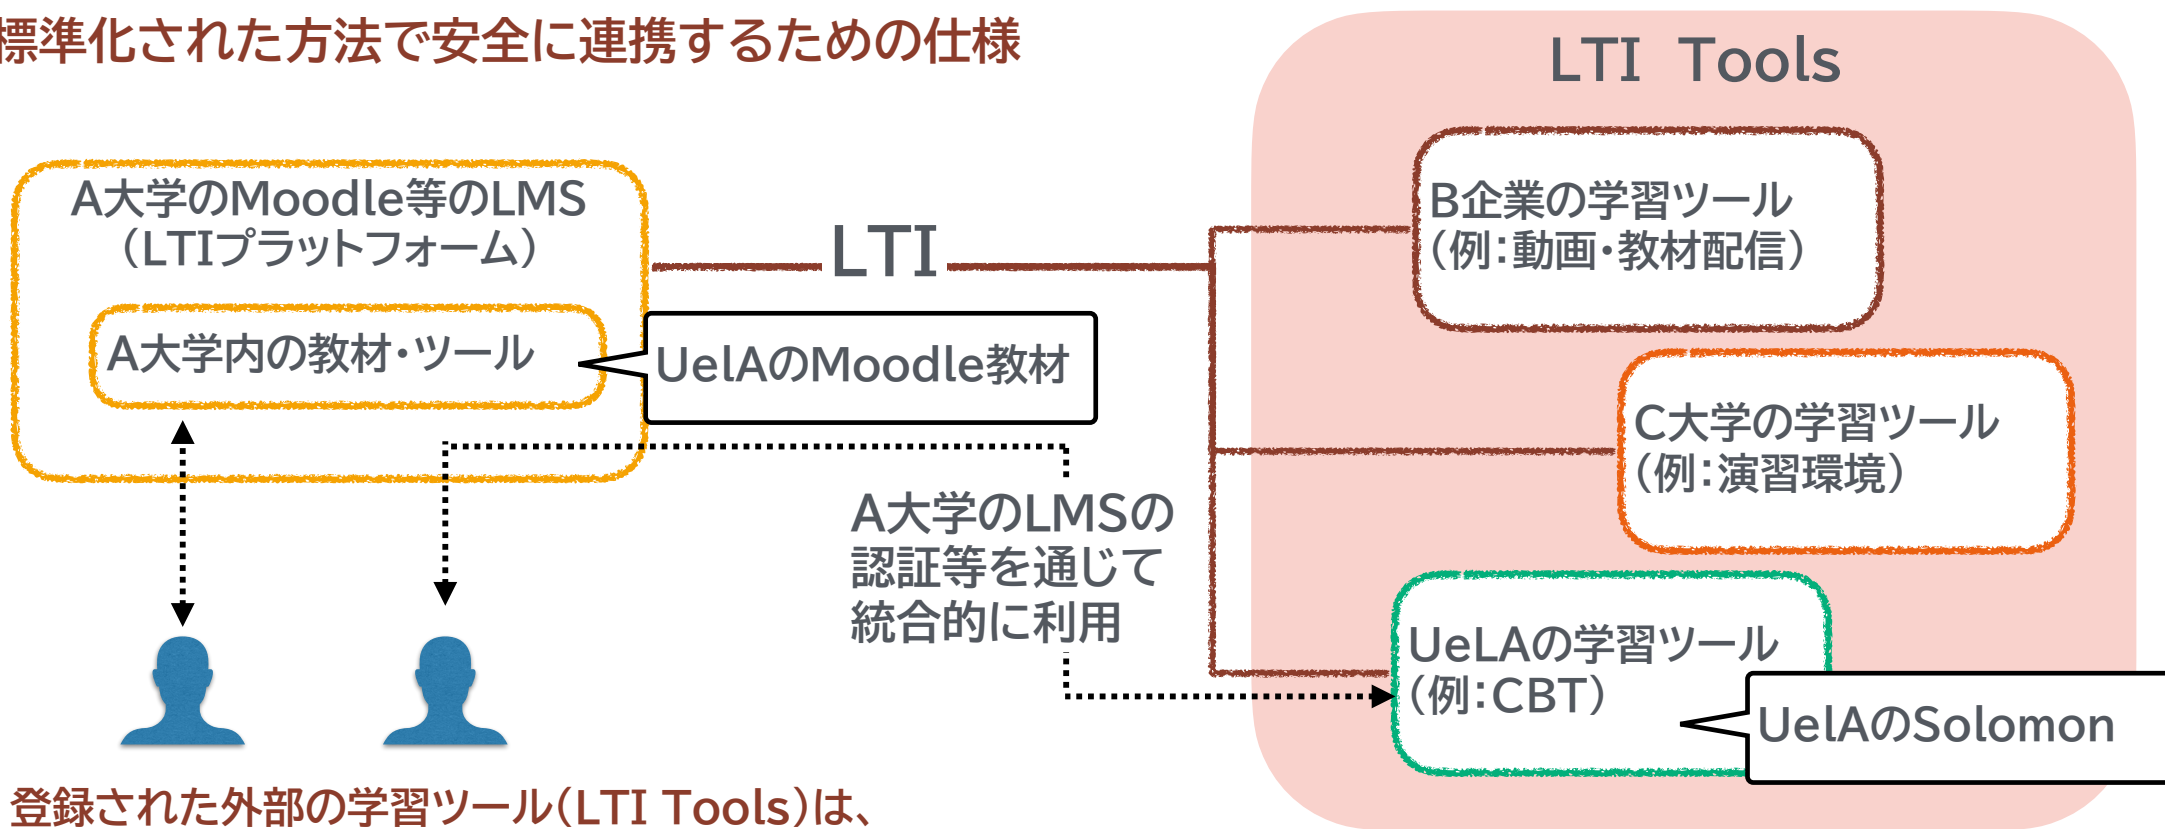 標準化された方法で安全に連携するための仕様
LTI Tools
A大学のMoodle等のLMS
（LTIプラットフォーム）
A大学内の教材・ツール
UelAのMoodle教材
LTI
B企業の学習ツール
（例：動画・教材配信）
C大学の学習ツール
（例：演習環境）
A大学のLMSの
認証等を通じて
統合的に利用
UeLAの学習ツール
（例：CBT）
UelAのSolomon
登録された外部の学習ツール（LTI Tools）は、